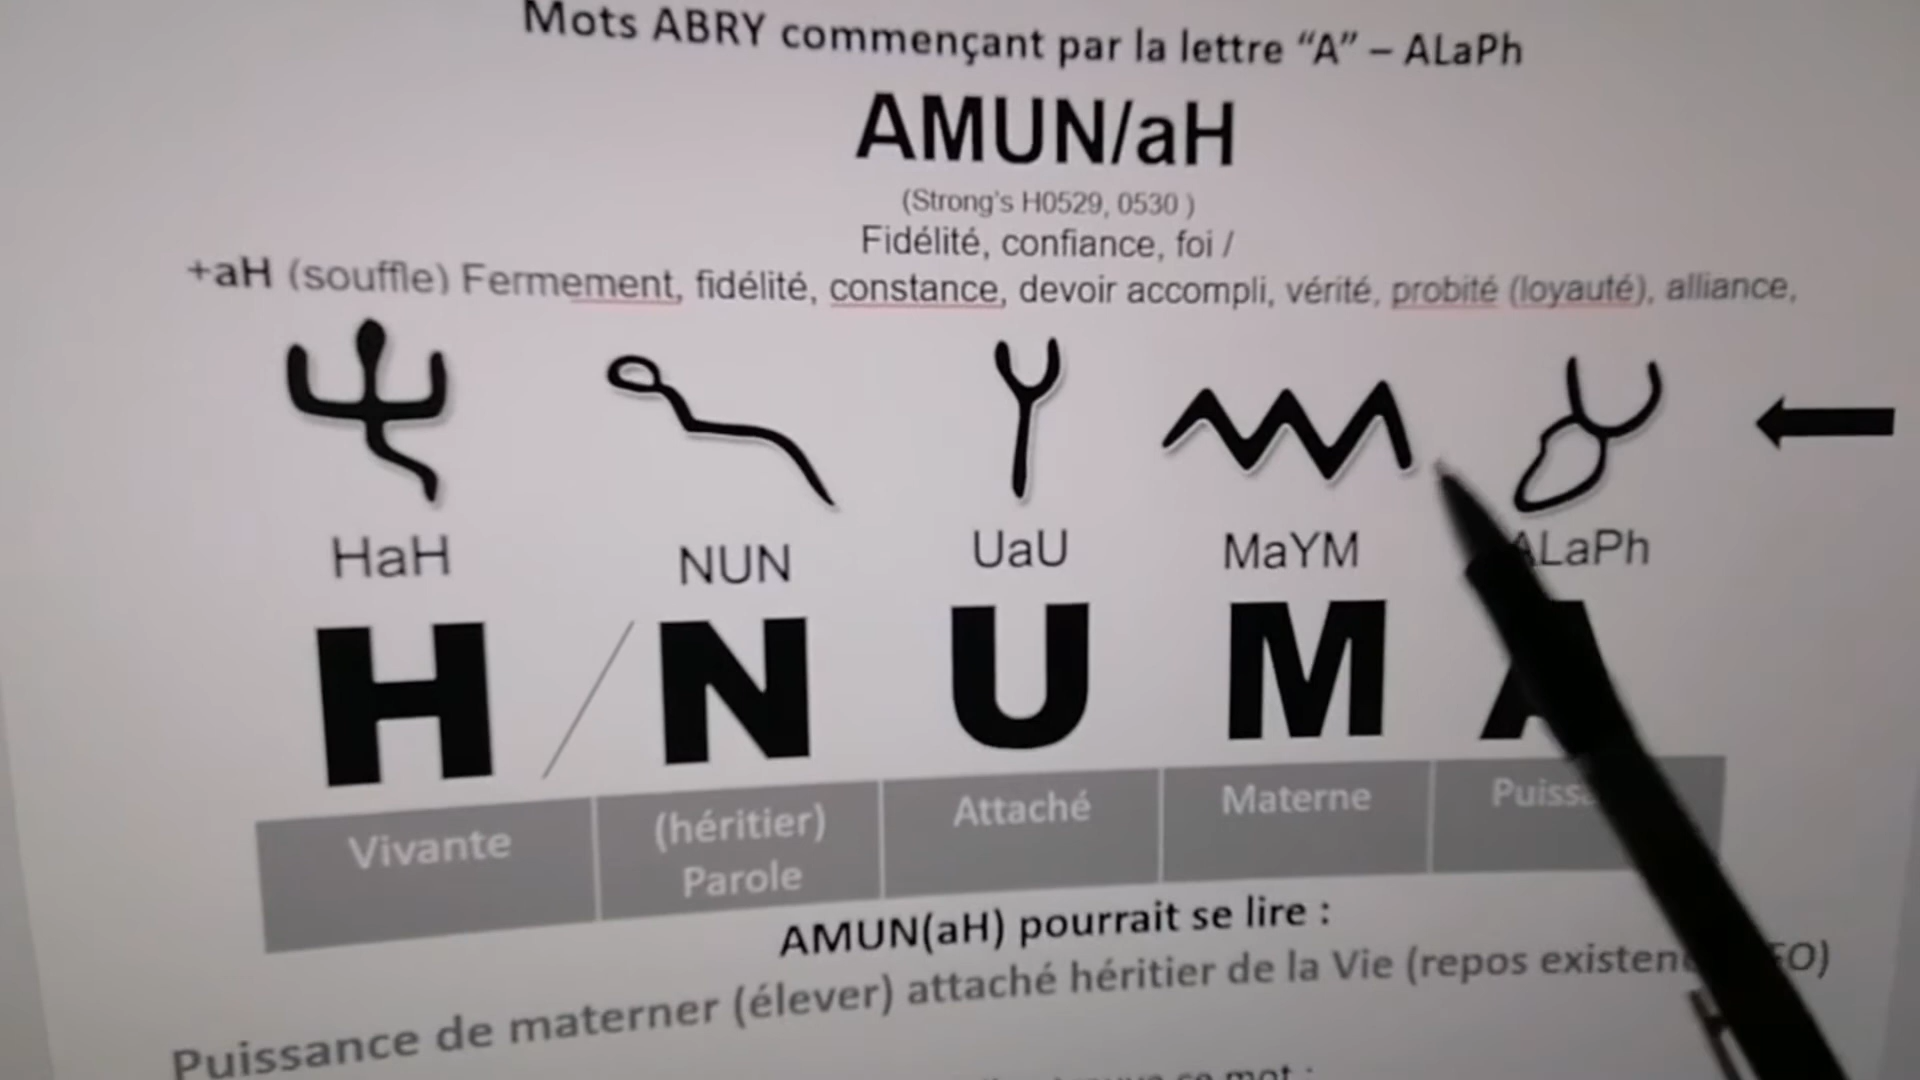 Mots ABRY commençant par la lettre “A” – ALaPh
AMUN/aH
(Strong's H0529, 0530 )
Fidélité, confiance, foi /
+aH (souffle) Fermement, fidélité, constance, devoir accompli, vérité, probité (loyauté), alliance,
HaH NUN UaU MaYM ALaPh
H / N U M A
Vivante (héritier) Parole Attaché Materne
AMUN(aH) pourrait se lire :
Puissance de materner (élever) attaché héritier de la Vie (repos
mot :